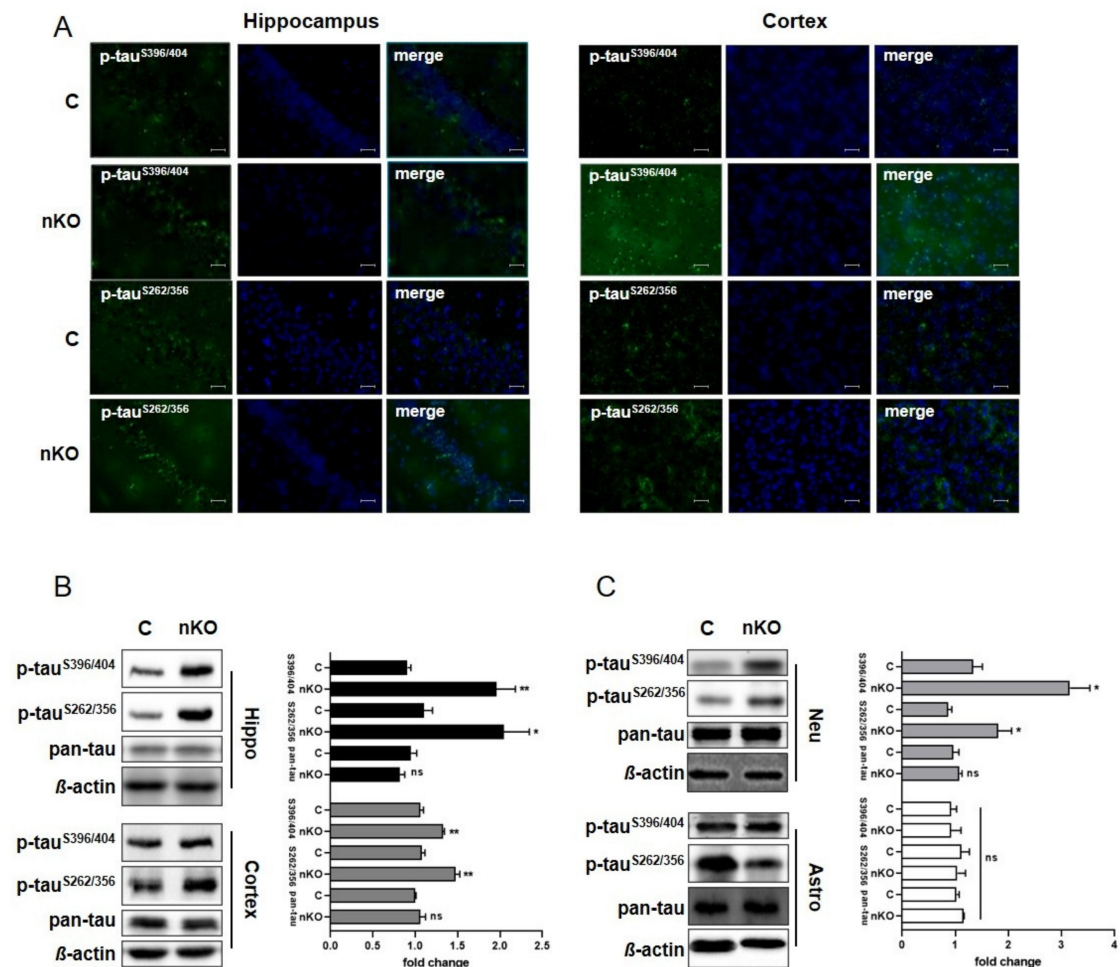 A
Hippocampus
Cortex
C
p-tauS396/404
merge
p-tauS396/404
merge
nKO
p-tauS396/404
merge
p-tauS396/404
merge
C
p-tauS262/356
merge
p-tauS262/356
merge
nKO
p-tauS262/356
merge
p-tauS262/356
merge
B
C nKO
p-tauS396/404
p-tauS262/356
pan-tau
ß-actin
Hippo
p-tauS396/404
p-tauS262/356
pan-tau
ß-actin
Cortex
S396/404
C
nKO **
S262/356
C
nKO *
pan-tau
C
nKO ns
S396/404
C
nKO **
S262/356
C
nKO **
pan-tau
C
nKO ns
0.0 0.5 1.0 1.5 2.0 2.5
fold change
C
C nKO
p-tauS396/404
p-tauS262/356
pan-tau
ß-actin
Neu
p-tauS396/404
p-tauS262/356
pan-tau
ß-actin
Astro
S396/404
C
nKO *
S262/356
C
nKO *
pan-tau
C
nKO ns
S396/404
C
nKO
S262/356
C
nKO
pan-tau
C
nKO
ns
0 1 2 3 4
fold change